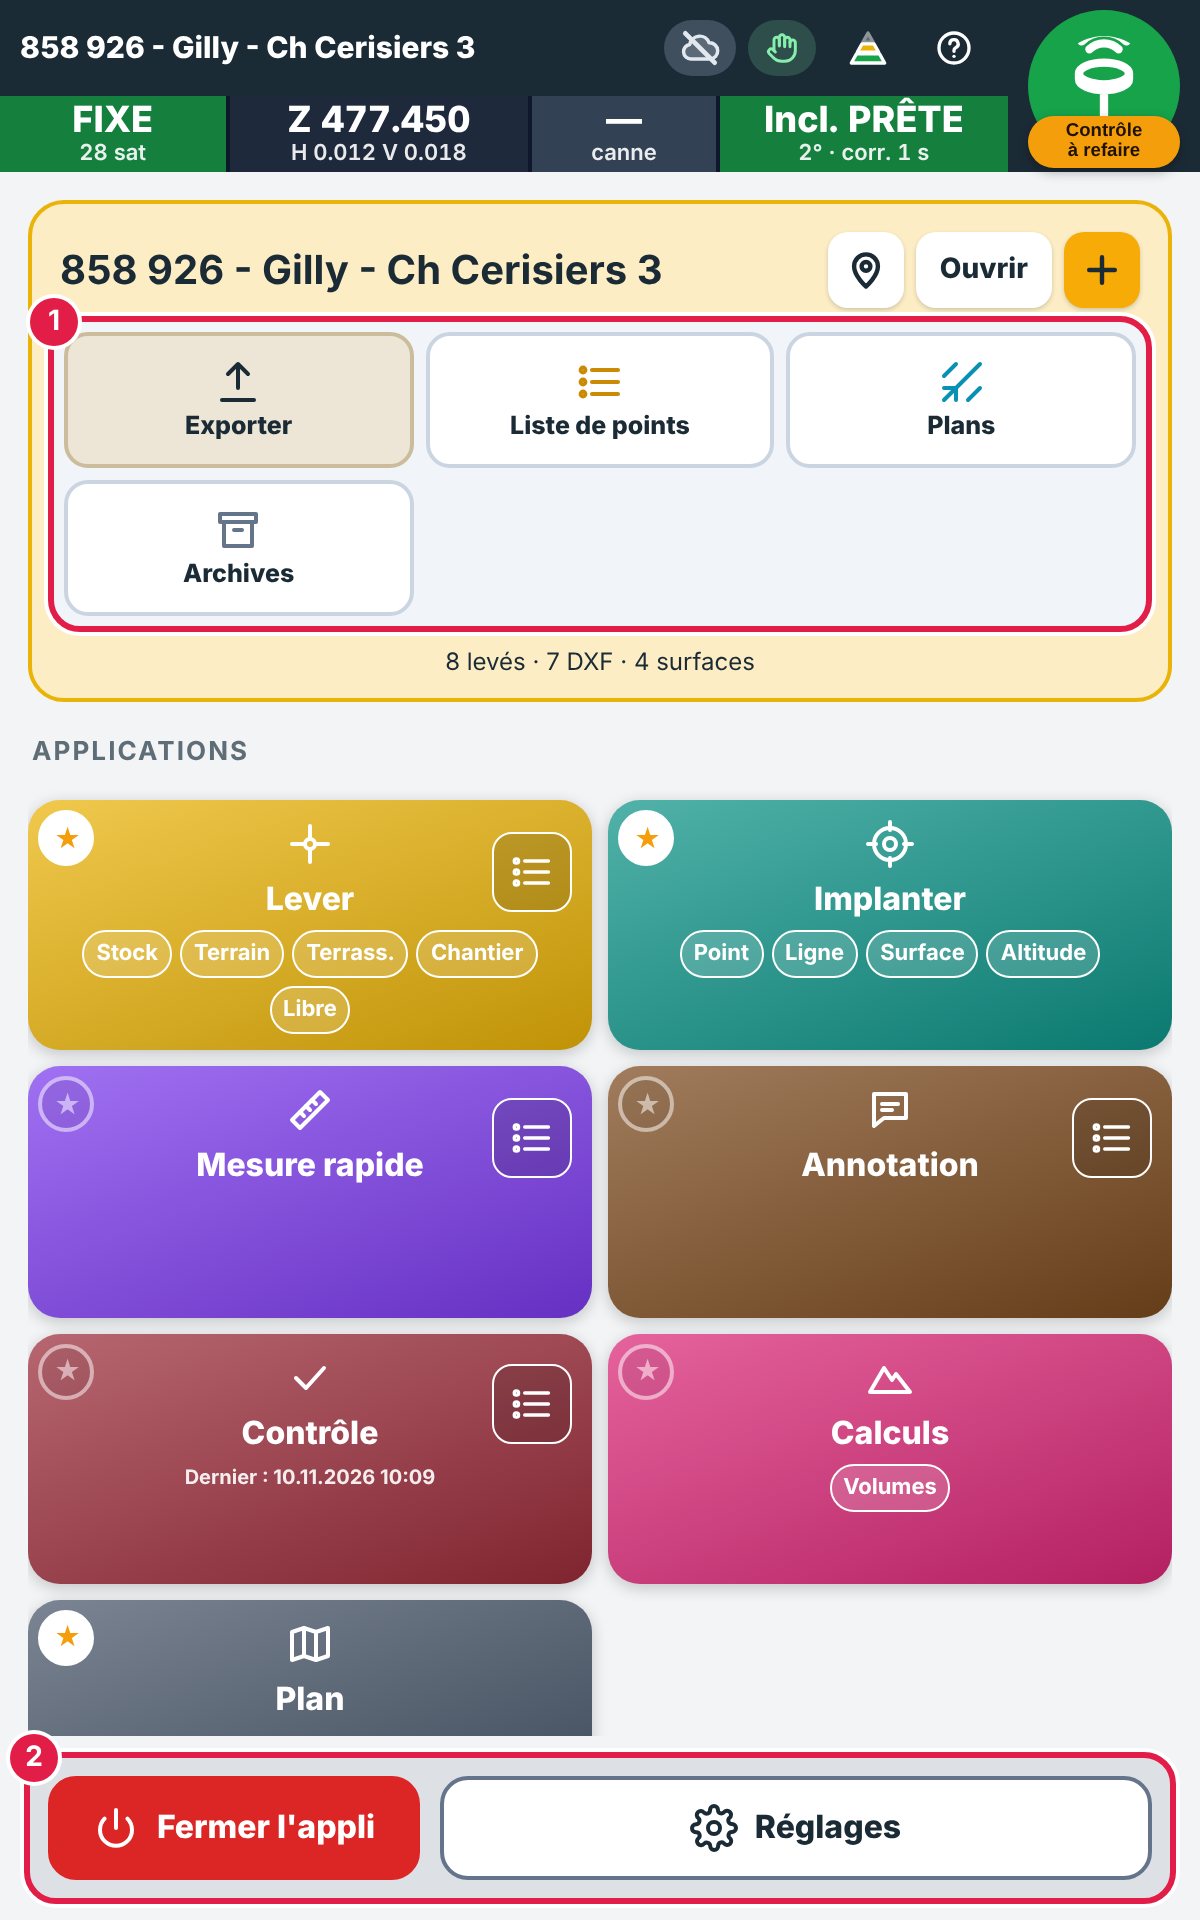 858 926 - Gilly - Ch Cerisiers 3
FIXE
28 sat
Z 477.450
H 0.012 V 0.018
—
canne
Incl. PRÊTE
2° · corr. 1 s
Contrôle
à refaire
858 926 - Gilly - Ch Cerisiers 3
Ouvrir
1
Exporter
Liste de points
Plans
Archives
8 levés · 7 DXF · 4 surfaces
APPLICATIONS
Lever
Stock
Terrain
Terrass.
Chantier
Libre
Implanter
Point
Ligne
Surface
Altitude
Mesure rapide
Annotation
Contrôle
Dernier : 10.11.2026 10:09
Calculs
Volumes
Plan
2
Fermer l'appli
Réglages